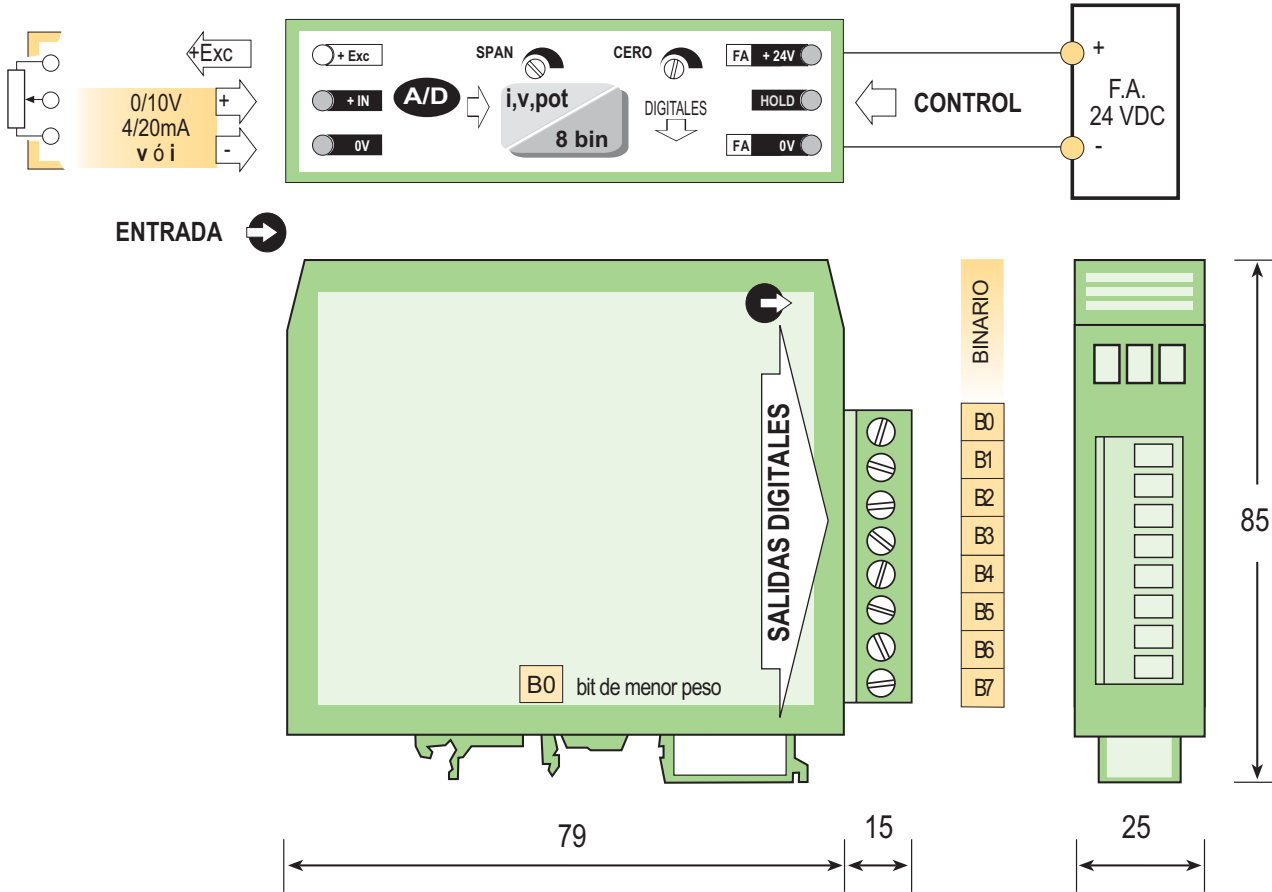 +Exc
0/10V
4/20mA
v ó i
+
-
+ Exc
+ IN
0V
A/D
SPAN
CERO
i,v,pot
8 bin
DIGITALES
FA + 24V
HOLD
FA 0V
CONTROL
+
F.A.
24 VDC
-
ENTRADA
SALIDAS DIGITALES
B0 bit de menor peso
BINARIO
B0
B1
B2
B3
B4
B5
B6
B7
85
79
15
25